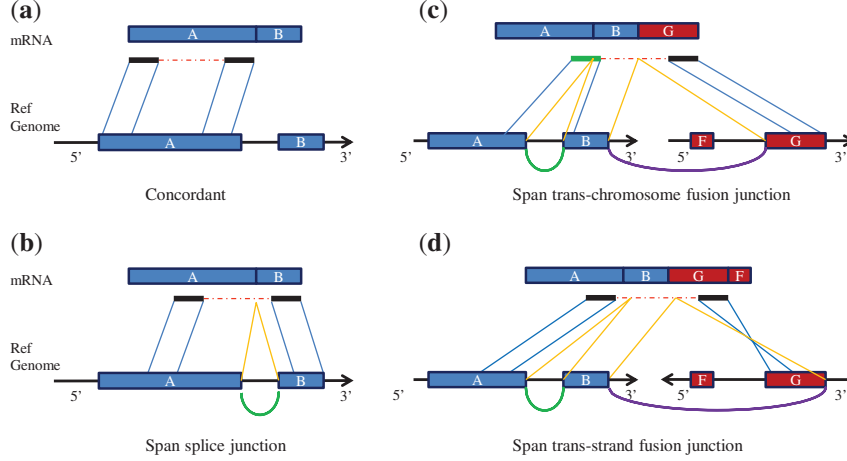 (a)
mRNA
A B
Ref
Genome
A B
5’ 3’
Concordant
(b)
mRNA
A B
Ref
Genome
A B
5’ 3’
Span splice junction
(c)
A B G
A B F G
5’ 3’ 5’ 3’
Span trans-chromosome fusion junction
(d)
A B G F
A B F G
5’ 3’ 5’ 3’
Span trans-strand fusion junction